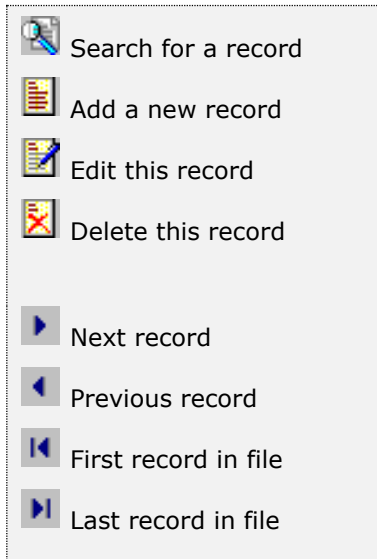 Search for a record
Add a new record
Edit this record
Delete this record
Next record
Previous record
First record in file
Last record in file